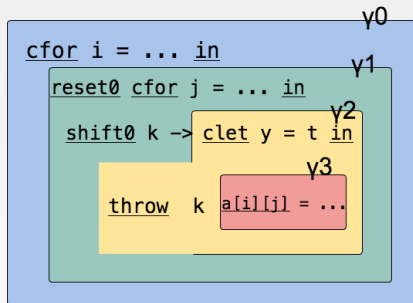 γ0
cfor i = ... in
γ1
reset0 cfor j = ... in
γ2
shift0 k -> clet y = t in
γ3
throw k a[i][j] = ...